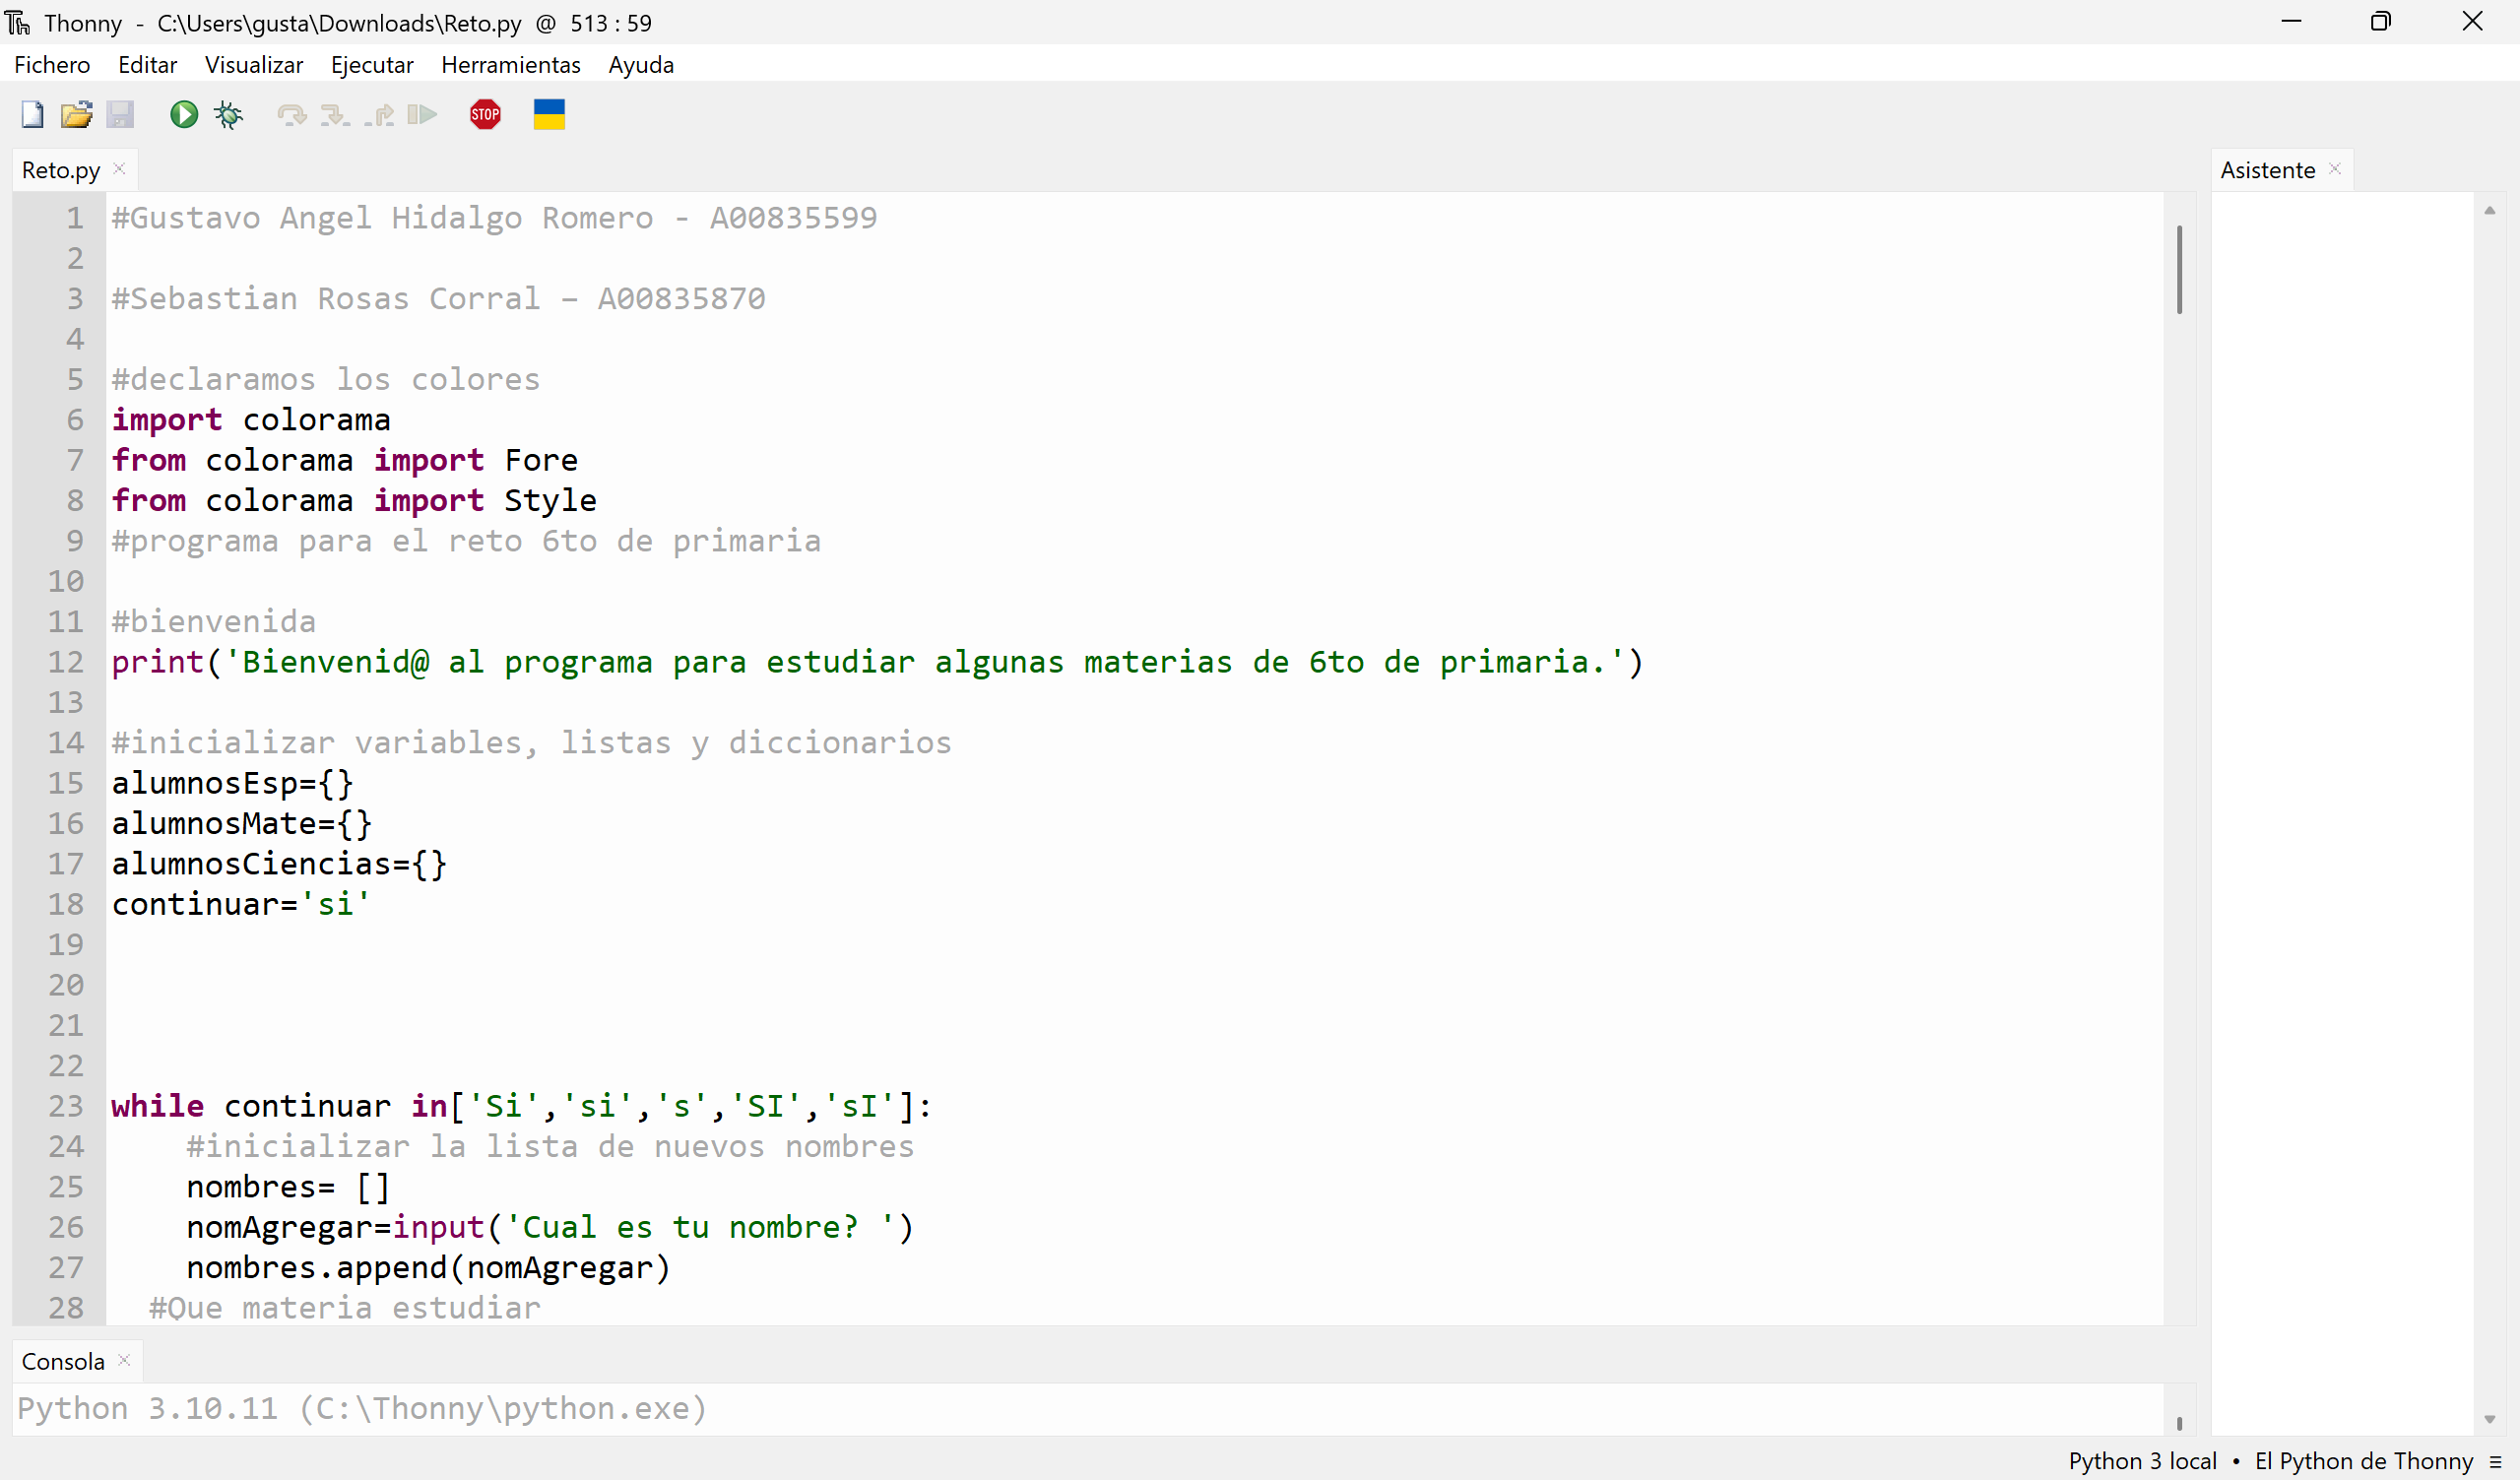 Thonny - C:\Users\gusta\Downloads\Reto.py @ 513 : 59
Fichero Editar Visualizar Ejecutar Herramientas Ayuda
STOP
Reto.py
Asistente
1 #Gustavo Angel Hidalgo Romero - A00835599
2
3 #Sebastian Rosas Corral – A00835870
4
5 #declaramos los colores
6 import colorama
7 from colorama import Fore
8 from colorama import Style
9 #programa para el reto 6to de primaria
10
11 #bienvenida
12 print('Bienvenid@ al programa para estudiar algunas materias de 6to de primaria.')
13
14 #inicializar variables, listas y diccionarios
15 alumnosEsp={}
16 alumnosMate={}
17 alumnosCiencias={}
18 continuar='si'
19
20
21
22
23 while continuar in['Si','si','s','SI','sI']:
24     #inicializar la lista de nuevos nombres
25     nombres= []
26     nomAgregar=input('Cual es tu nombre? ')
27     nombres.append(nomAgregar)
28   #Que materia estudiar
Consola
Python 3.10.11 (C:\Thonny\python.exe)
Python 3 local • El Python de Thonny ≡